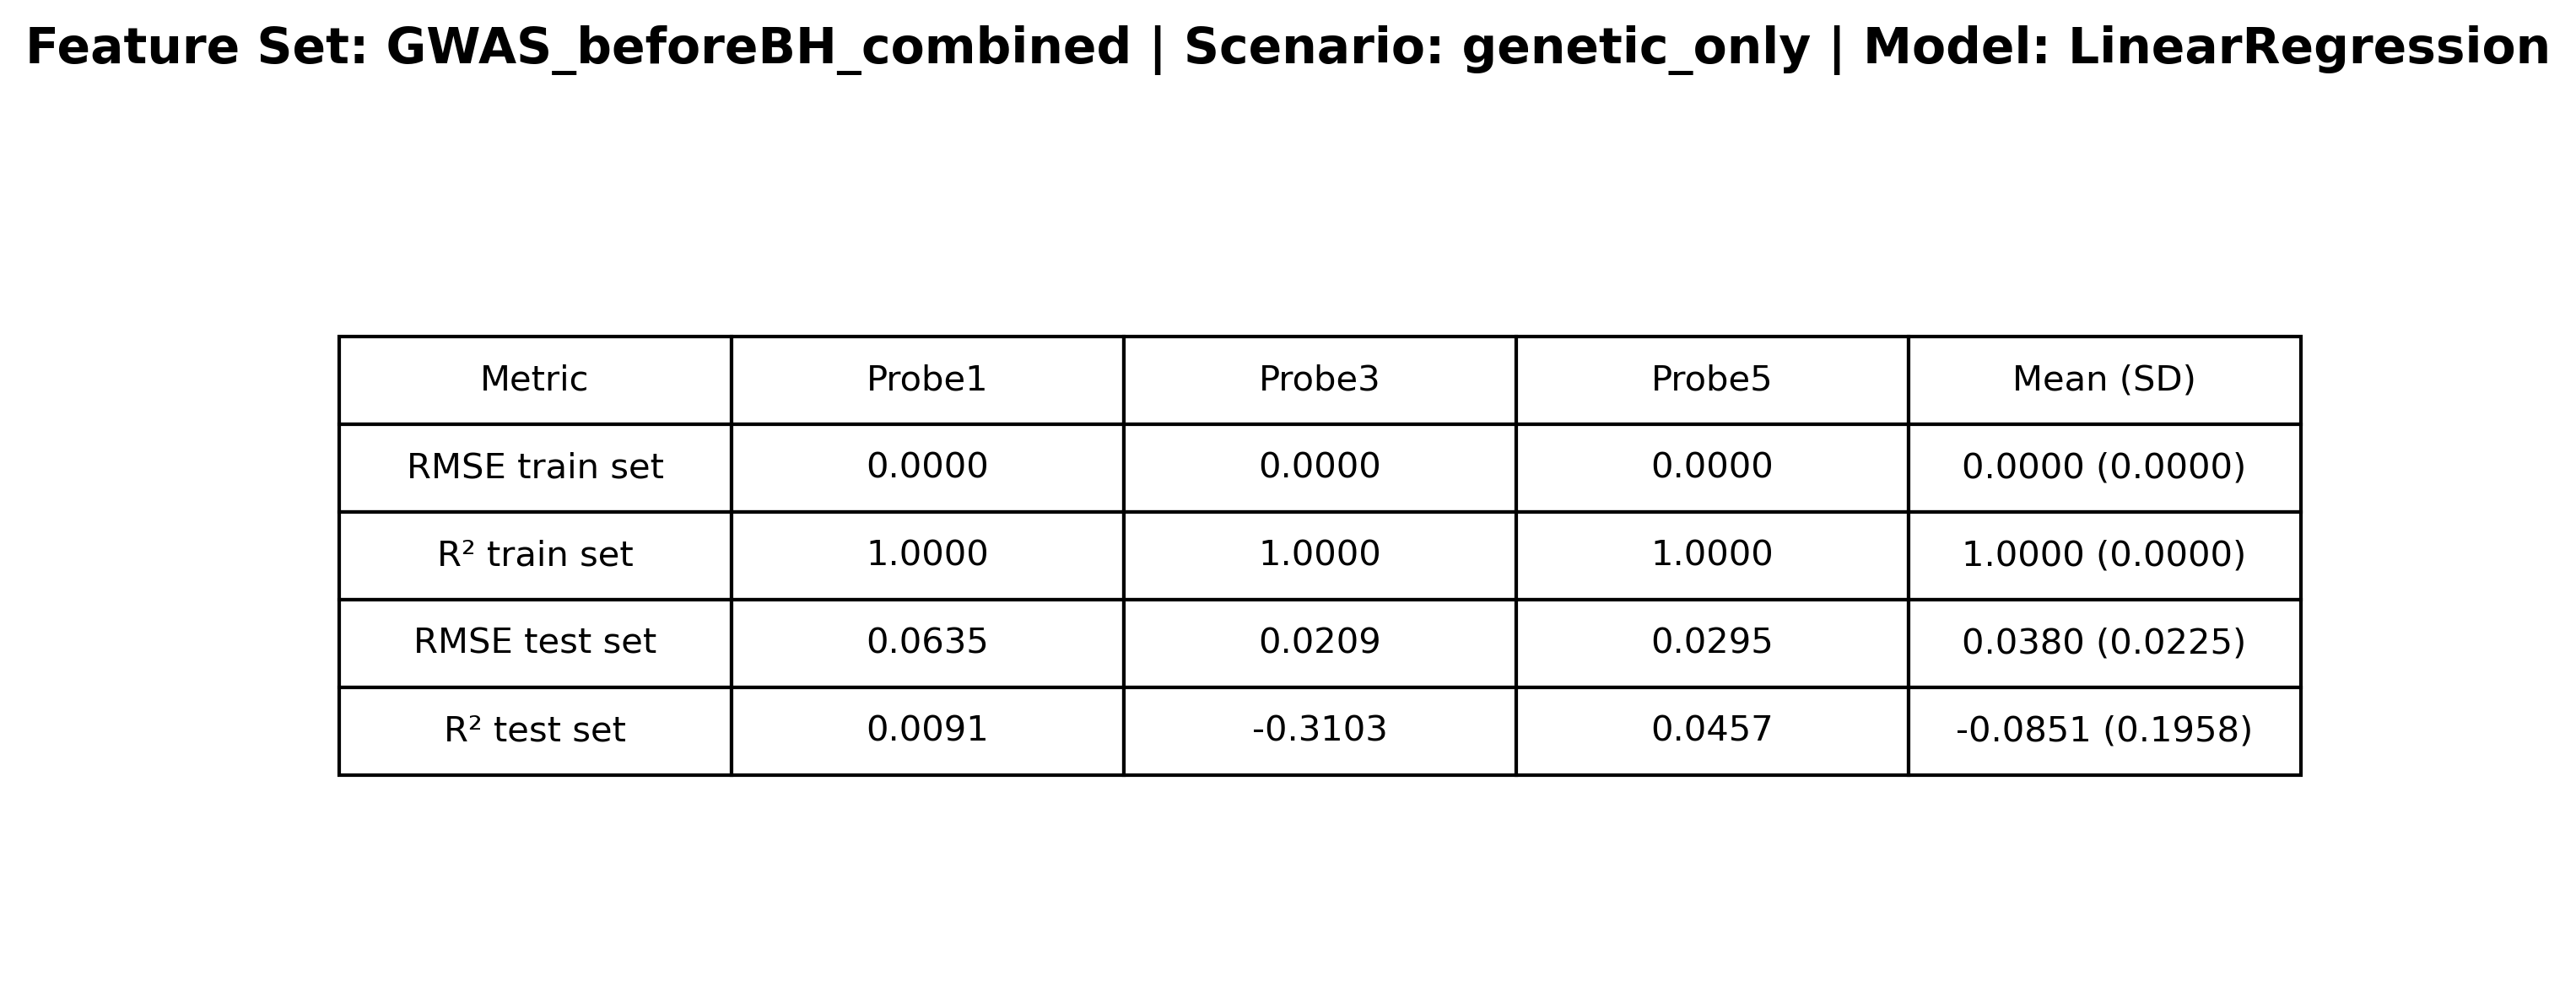 Feature Set: GWAS_beforeBH_combined | Scenario: genetic_only | Model: LinearRegression
Metric Probe1 Probe3 Probe5 Mean (SD)
RMSE train set 0.0000 0.0000 0.0000 0.0000 (0.0000)
R² train set 1.0000 1.0000 1.0000 1.0000 (0.0000)
RMSE test set 0.0635 0.0209 0.0295 0.0380 (0.0225)
R² test set 0.0091 -0.3103 0.0457 -0.0851 (0.1958)